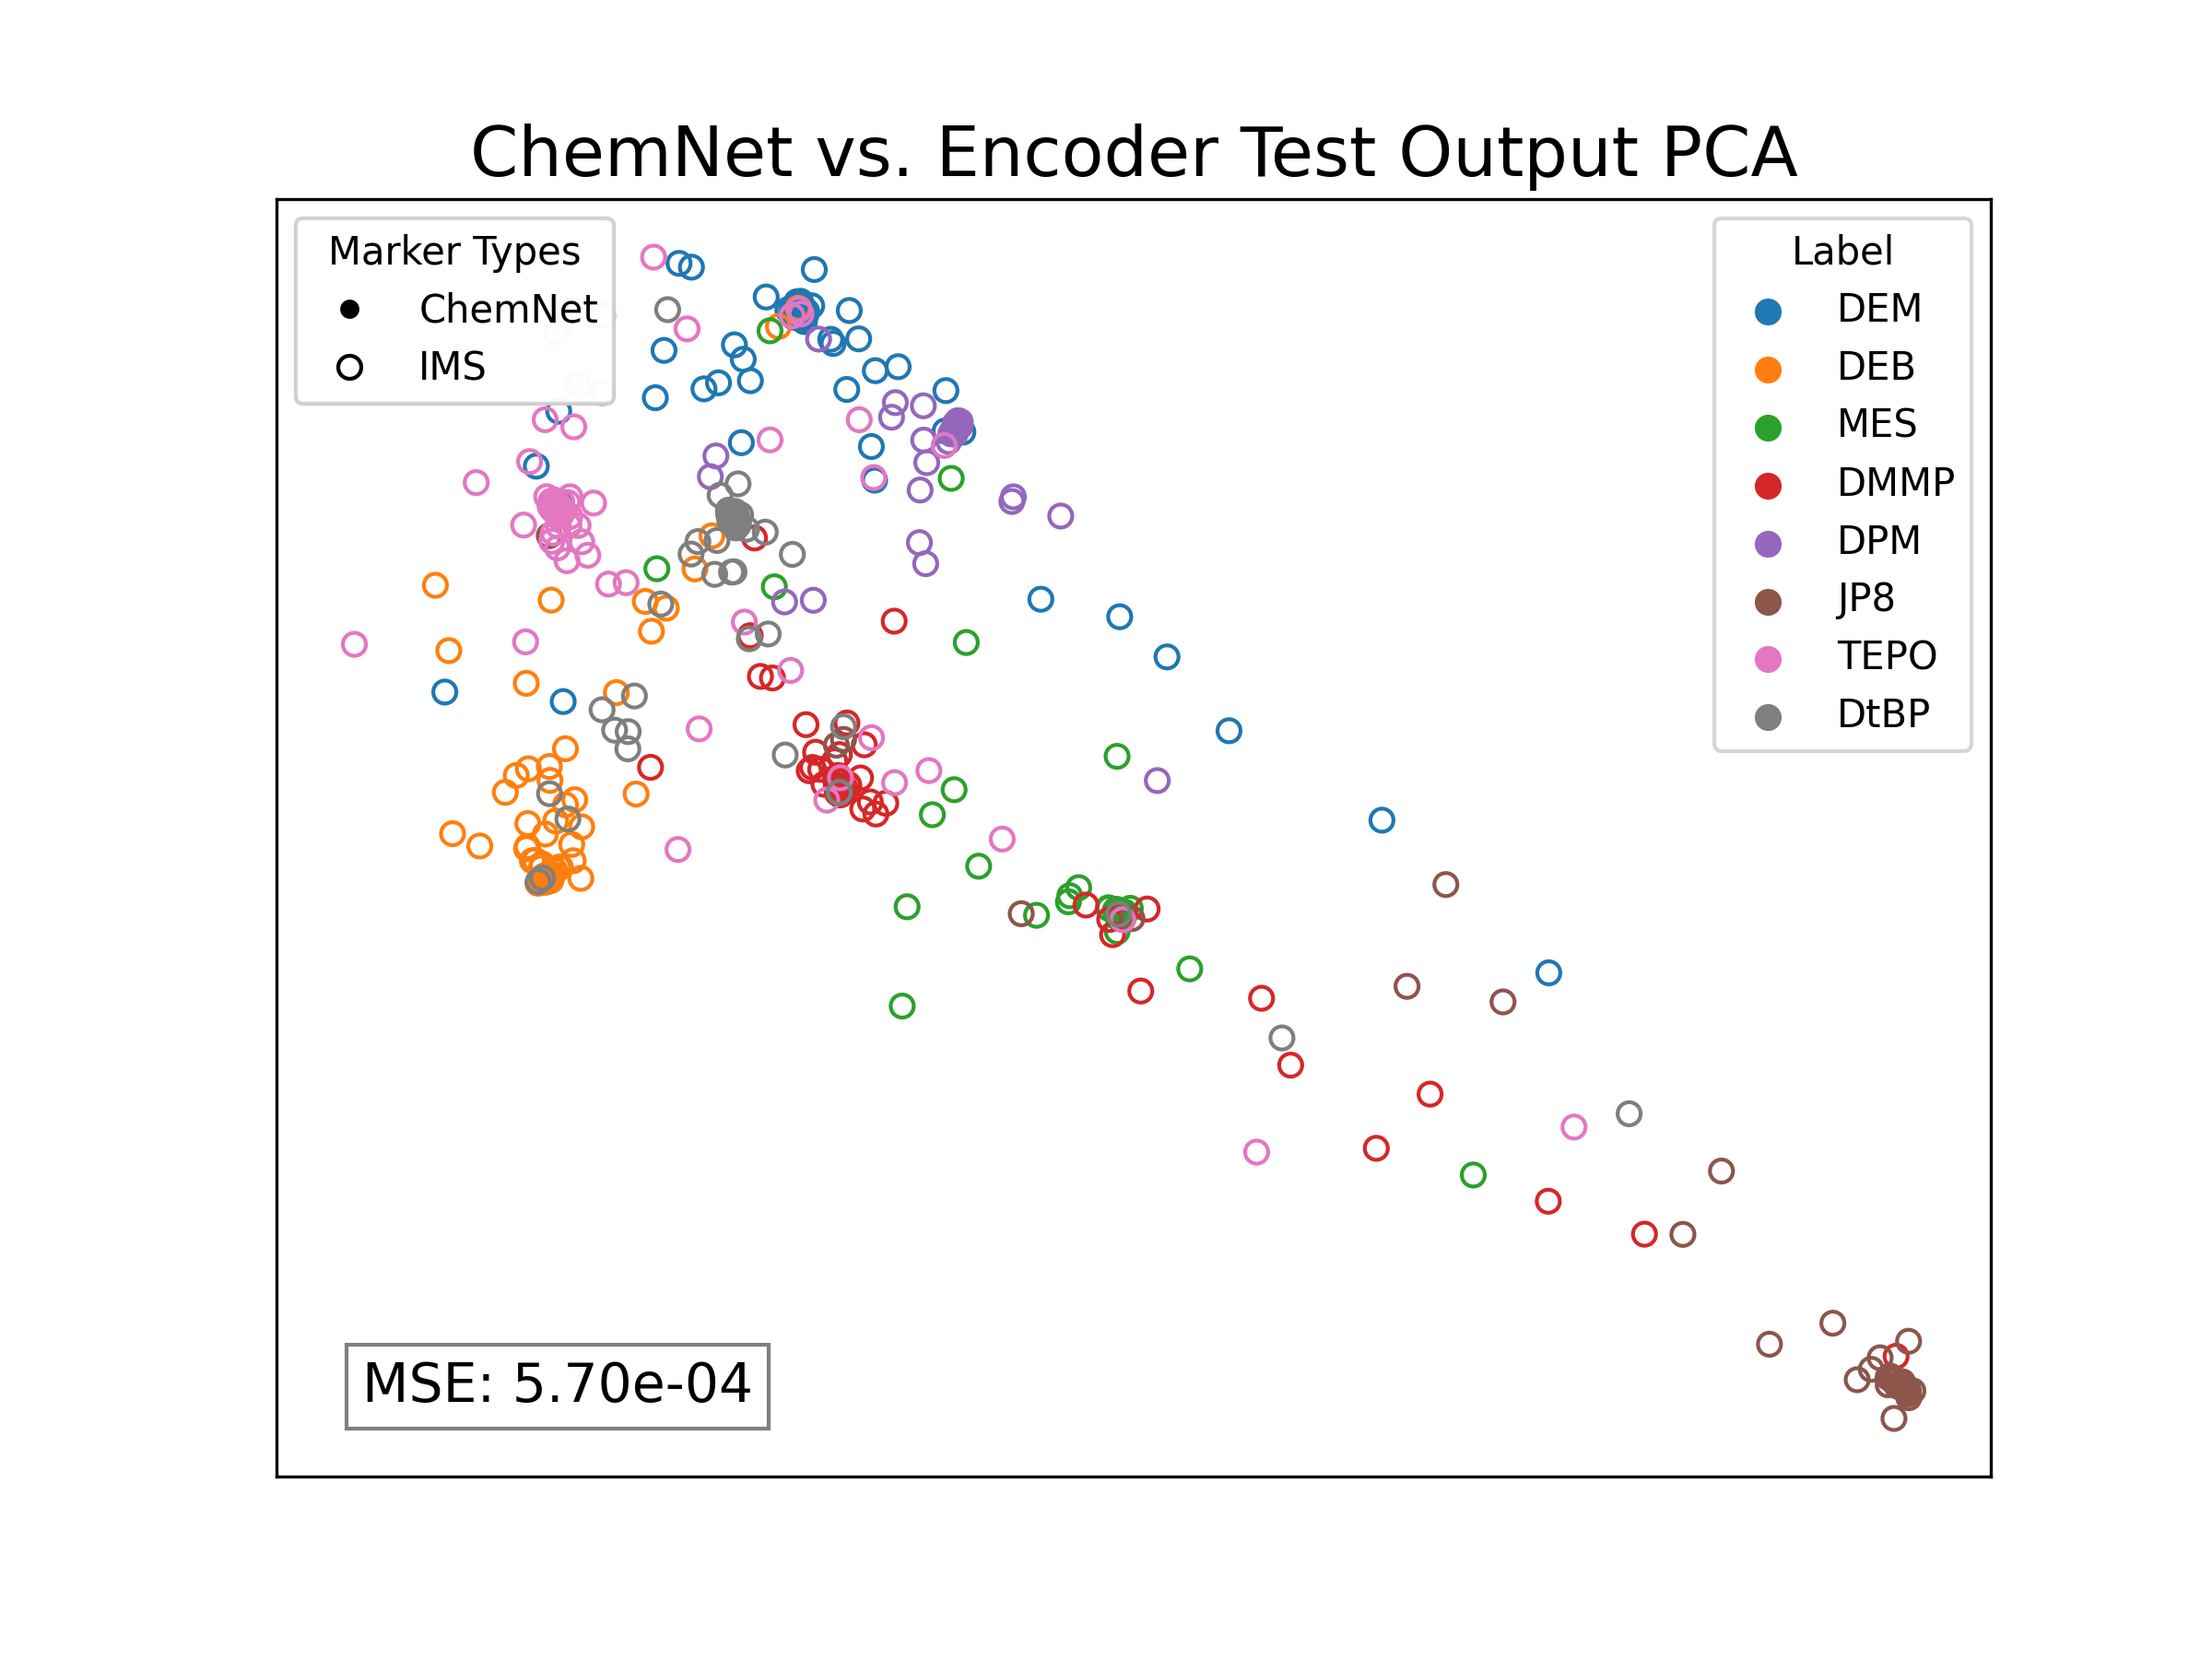 ChemNet vs. Encoder Test Output PCA
Marker Types
ChemNet
IMS
Label
DEM
DEB
MES
DMMP
DPM
JP8
TEPO
DtBP
MSE: 5.70e-04